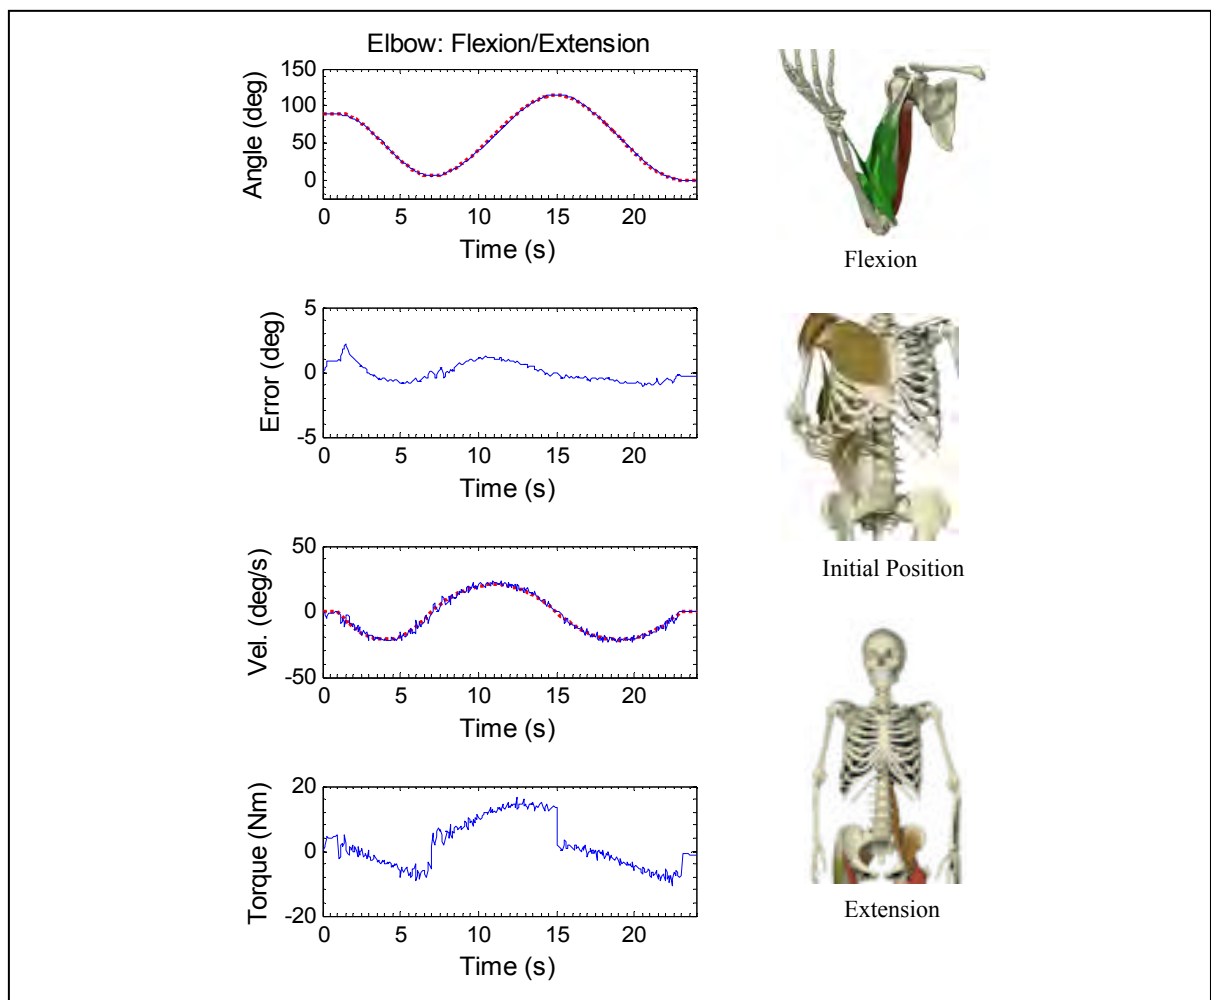 Elbow: Flexion/Extension
150
100
50
0
Angle (deg)
0 5 10 15 20
Time (s)
Flexion
5
0
-5
Error (deg)
0 5 10 15 20
Time (s)
Initial Position
50
0
-50
Vel. (deg/s)
0 5 10 15 20
Time (s)
20
0
-20
Torque (Nm)
0 5 10 15 20
Time (s)
Extension